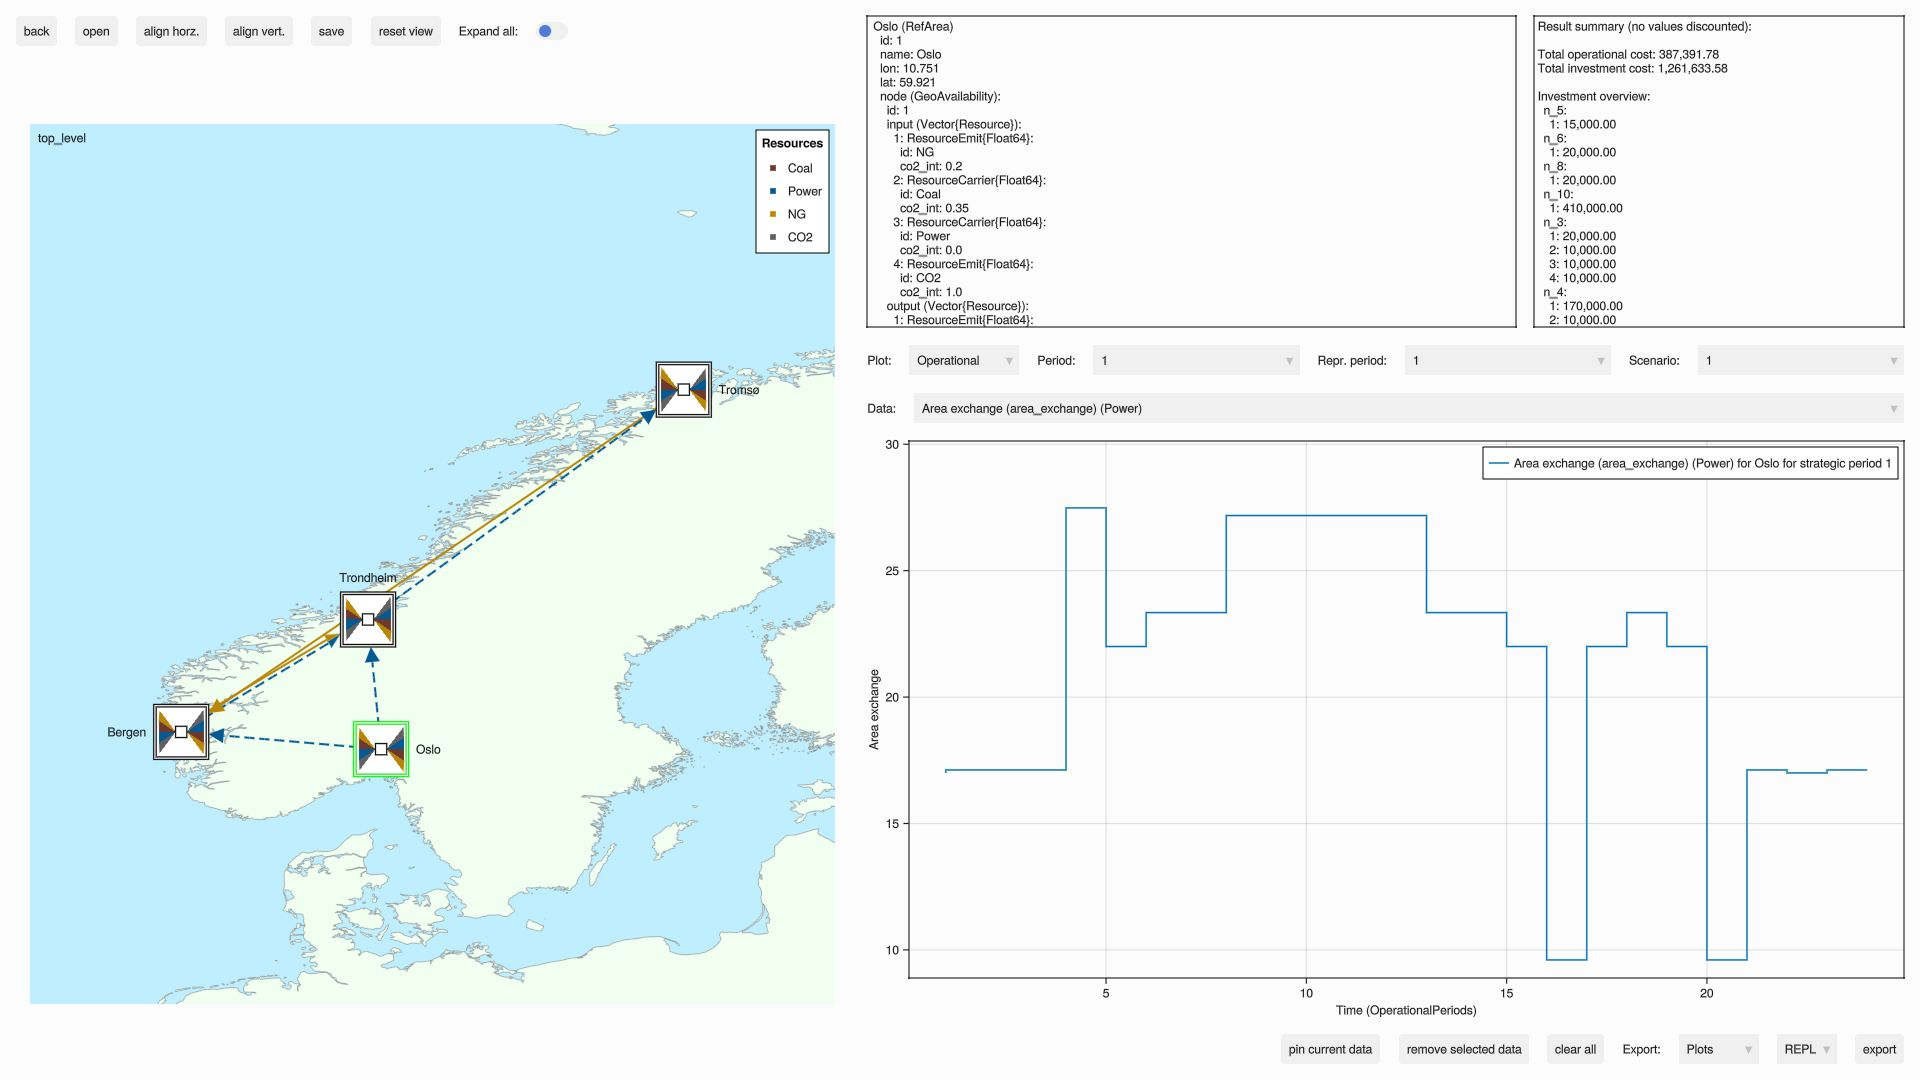 back
open
align horz.
align vert.
save
reset view
Expand all:
top_level
Resources
Coal
Power
NG
CO2
Tromsø
Trondheim
Bergen
Oslo
Oslo (RefArea)
id: 1
name: Oslo
lon: 10.751
lat: 59.921
node (GeoAvailability):
id: 1
input (Vector{Resource}):
1: ResourceEmit{Float64}:
id: NG
co2_int: 0.2
2: ResourceCarrier{Float64}:
id: Coal
co2_int: 0.35
3: ResourceCarrier{Float64}:
id: Power
co2_int: 0.0
4: ResourceEmit{Float64}:
id: CO2
co2_int: 1.0
output (Vector{Resource}):
1: ResourceEmit{Float64}:
Result summary (no values discounted):
Total operational cost: 387,391.78
Total investment cost: 1,261,633.58
Investment overview:
n_5:
1: 15,000.00
n_6:
1: 20,000.00
n_8:
1: 20,000.00
n_10:
1: 410,000.00
n_3:
1: 20,000.00
2: 10,000.00
3: 10,000.00
4: 10,000.00
n_4:
1: 170,000.00
2: 10,000.00
Plot: Operational Period: 1 Repr. period: 1 Scenario: 1
Data: Area exchange (area_exchange) (Power)
Area exchange (area_exchange) (Power) for Oslo for strategic period 1
30
25
20
15
10
Area exchange
5 10 15 20
Time (OperationalPeriods)
pin current data
remove selected data
clear all
Export:
Plots
REPL
export